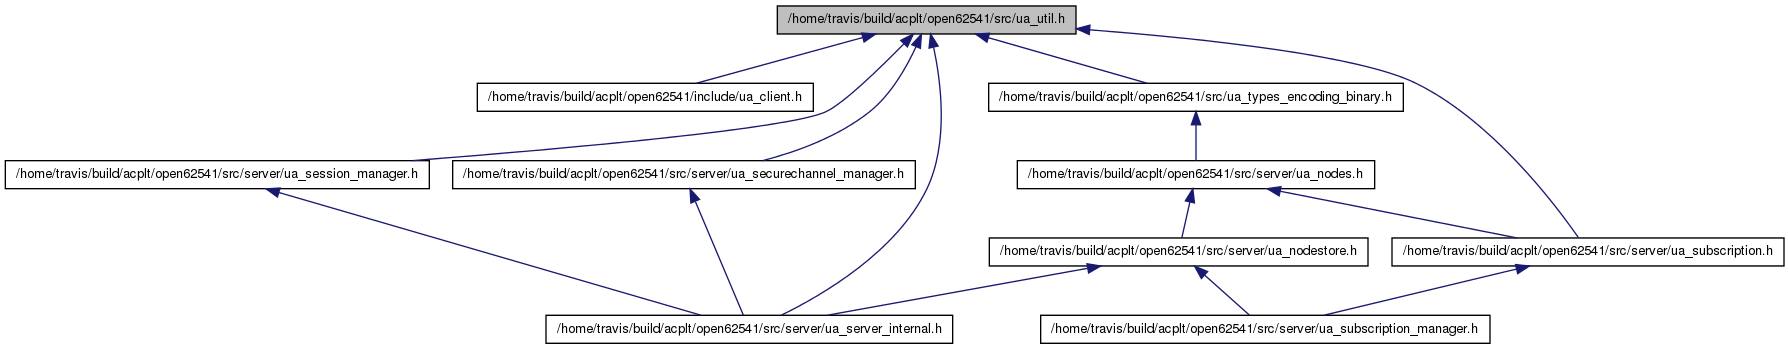 /home/travis/build/acplt/open62541/src/ua_util.h
/home/travis/build/acplt/open62541/include/ua_client.h
/home/travis/build/acplt/open62541/src/ua_types_encoding_binary.h
/home/travis/build/acplt/open62541/src/server/ua_session_manager.h
/home/travis/build/acplt/open62541/src/server/ua_securechannel_manager.h
/home/travis/build/acplt/open62541/src/server/ua_nodes.h
/home/travis/build/acplt/open62541/src/server/ua_nodestore.h
/home/travis/build/acplt/open62541/src/server/ua_subscription.h
/home/travis/build/acplt/open62541/src/server/ua_server_internal.h
/home/travis/build/acplt/open62541/src/server/ua_subscription_manager.h